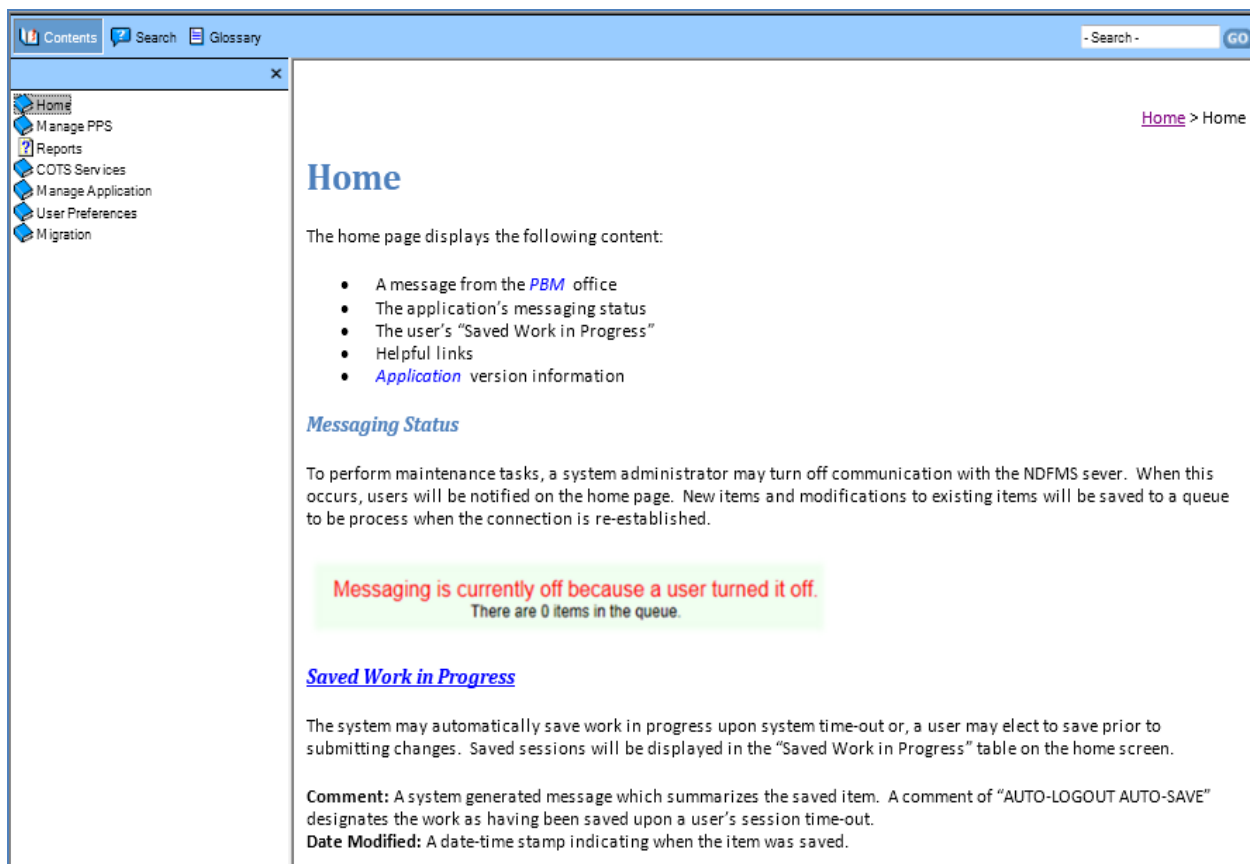 Contents Search Glossary - Search - GO
Home
Manage PPS
Reports
COTS Services
Manage Application
User Preferences
Migration
Home > Home
Home
The home page displays the following content:
• A message from the PBM office
• The application's messaging status
• The user's “Saved Work in Progress”
• Helpful links
• Application version information
Messaging Status
To perform maintenance tasks, a system administrator may turn off communication with the NDFMS sever. When this
occurs, users will be notified on the home page. New items and modifications to existing items will be saved to a queue
to be process when the connection is re-established.
Messaging is currently off because a user turned it off.
There are 0 items in the queue.
Saved Work in Progress
The system may automatically save work in progress upon system time-out or, a user may elect to save prior to
submitting changes. Saved sessions will be displayed in the “Saved Work in Progress” table on the home screen.
Comment: A system generated message which summarizes the saved item. A comment of “AUTO-LOGOUT AUTO-SAVE”
designates the work as having been saved upon a user's session time-out.
Date Modified: A date-time stamp indicating when the item was saved.